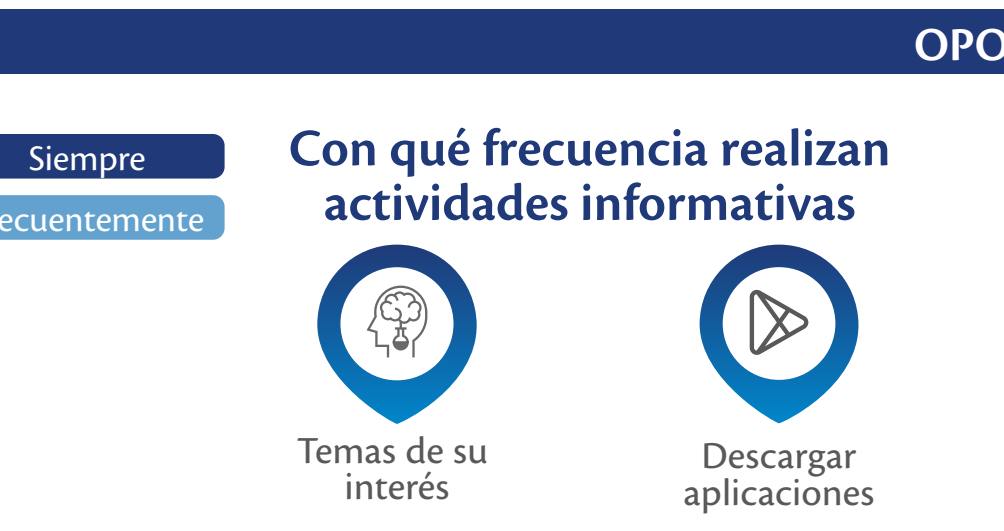 OPO
Siempre
ecuentemente
Con qué frecuencia realizan
actividades informativas
Temas de su
interés
Descargar
aplicaciones